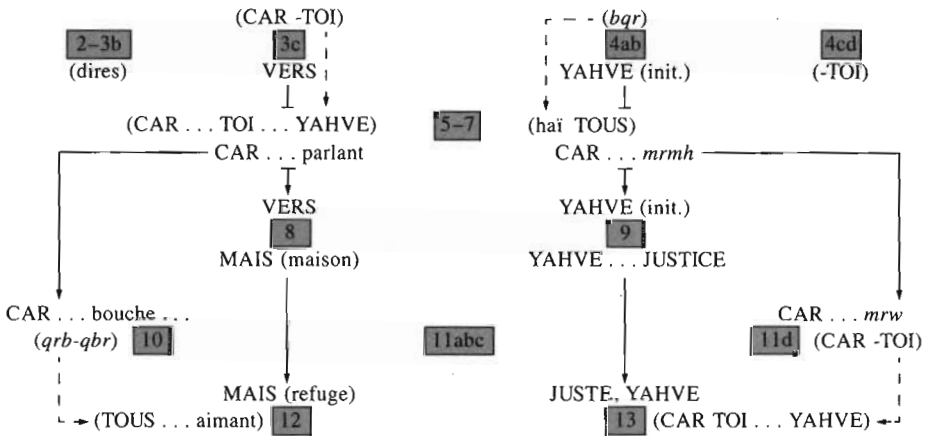 (CAR -TOI) (bqr)
2–3b 3c 4ab 4cd
(dires) VERS YAHVE (init.) (-TOI)
(CAR . . . TOI . . . YAHVE) 5–7 (haï TOUS)
CAR . . . parlant CAR . . . mrmh
VERS YAHVE (init.)
8 9
MAIS (maison) YAHVE . . . JUSTICE
CAR . . . bouche . . . CAR . . . mrw
(qrb-qbr) 10 11abc 11d (CAR -TOI)
MAIS (refuge) JUSTE, YAHVE
(TOUS . . . aimant) 12 13 (CAR TOI . . . YAHVE)